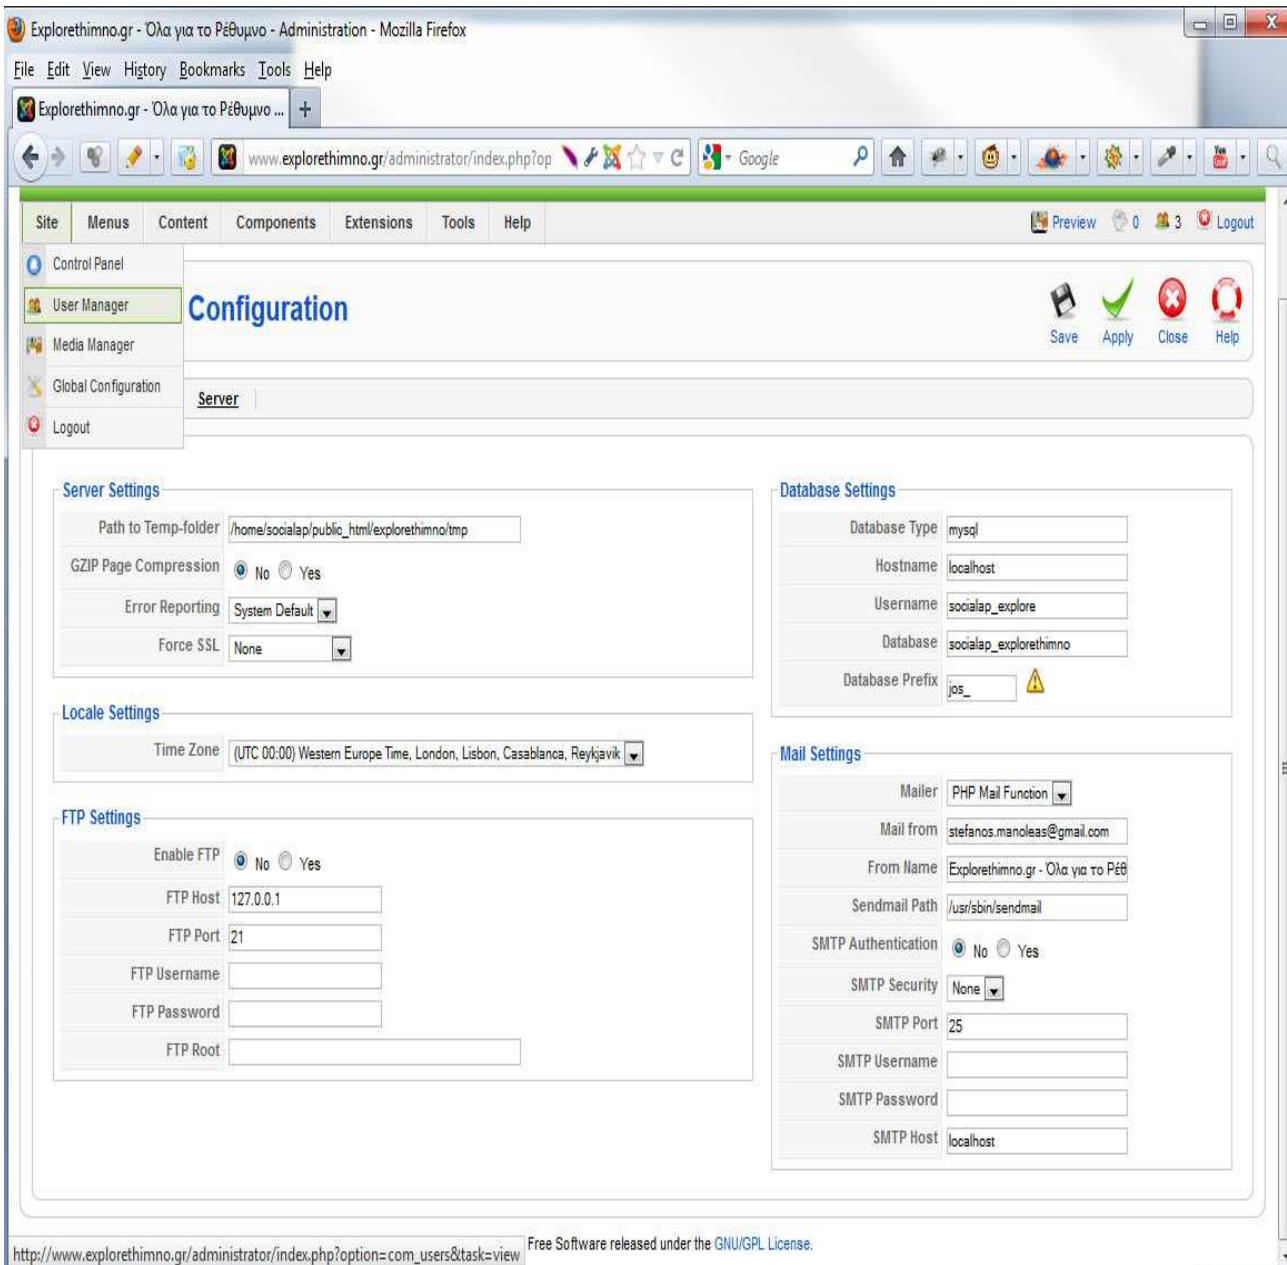 Explorethimno.gr - Όλα για το Ρέθυμνο - Administration - Mozilla Firefox
File Edit View History Bookmarks Tools Help
Explorethimno.gr - Όλα για το Ρέθυμνο ...
www.explorethimno.gr/administrator/index.php?op
Google
Site Menus Content Components Extensions Tools Help
Preview 0 3 Logout
Control Panel
User Manager
Media Manager
Global Configuration
Logout
Configuration
Save Apply Close Help
Server
Server Settings
Path to Temp-folder /home/socialap/public_html/explorethimno/tmp
GZIP Page Compression No Yes
Error Reporting System Default
Force SSL None
Locale Settings
Time Zone (UTC 00:00) Western Europe Time, London, Lisbon, Casablanca, Reykjavik
FTP Settings
Enable FTP No Yes
FTP Host 127.0.0.1
FTP Port 21
FTP Username
FTP Password
FTP Root
Database Settings
Database Type mysql
Hostname localhost
Username socialap_explore
Database socialap_explorethimno
Database Prefix jos_
Mail Settings
Mailer PHP Mail Function
Mail from stefanos.manoleas@gmail.com
From Name Explorethimno.gr - Όλα για το Ρέθ
Sendmail Path /usr/sbin/sendmail
SMTP Authentication No Yes
SMTP Security None
SMTP Port 25
SMTP Username
SMTP Password
SMTP Host localhost
Free Software released under the GNU/GPL License.
http://www.explorethimno.gr/administrator/index.php?option=com_users&task=view